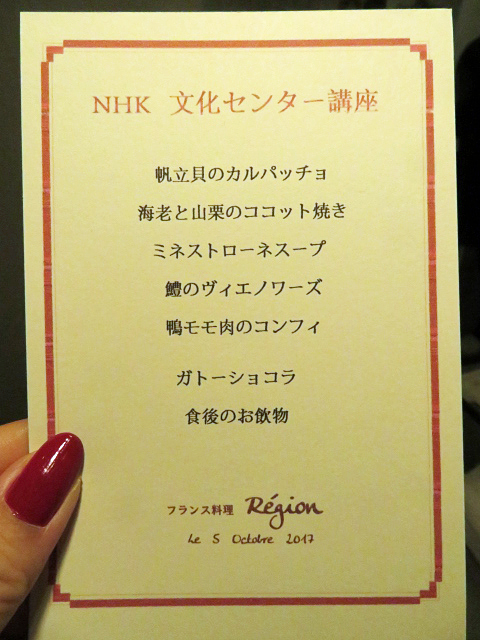 NHK 文化センター講座
帆立貝のカルパッチョ
海老と山栗のココット焼き
ミネストローネスープ
鱧のヴィエノワーズ
鴨モモ肉のコンフィ
ガトーショコラ
食後のお飲物
フランス料理 Région
Le 5 Octobre 2017